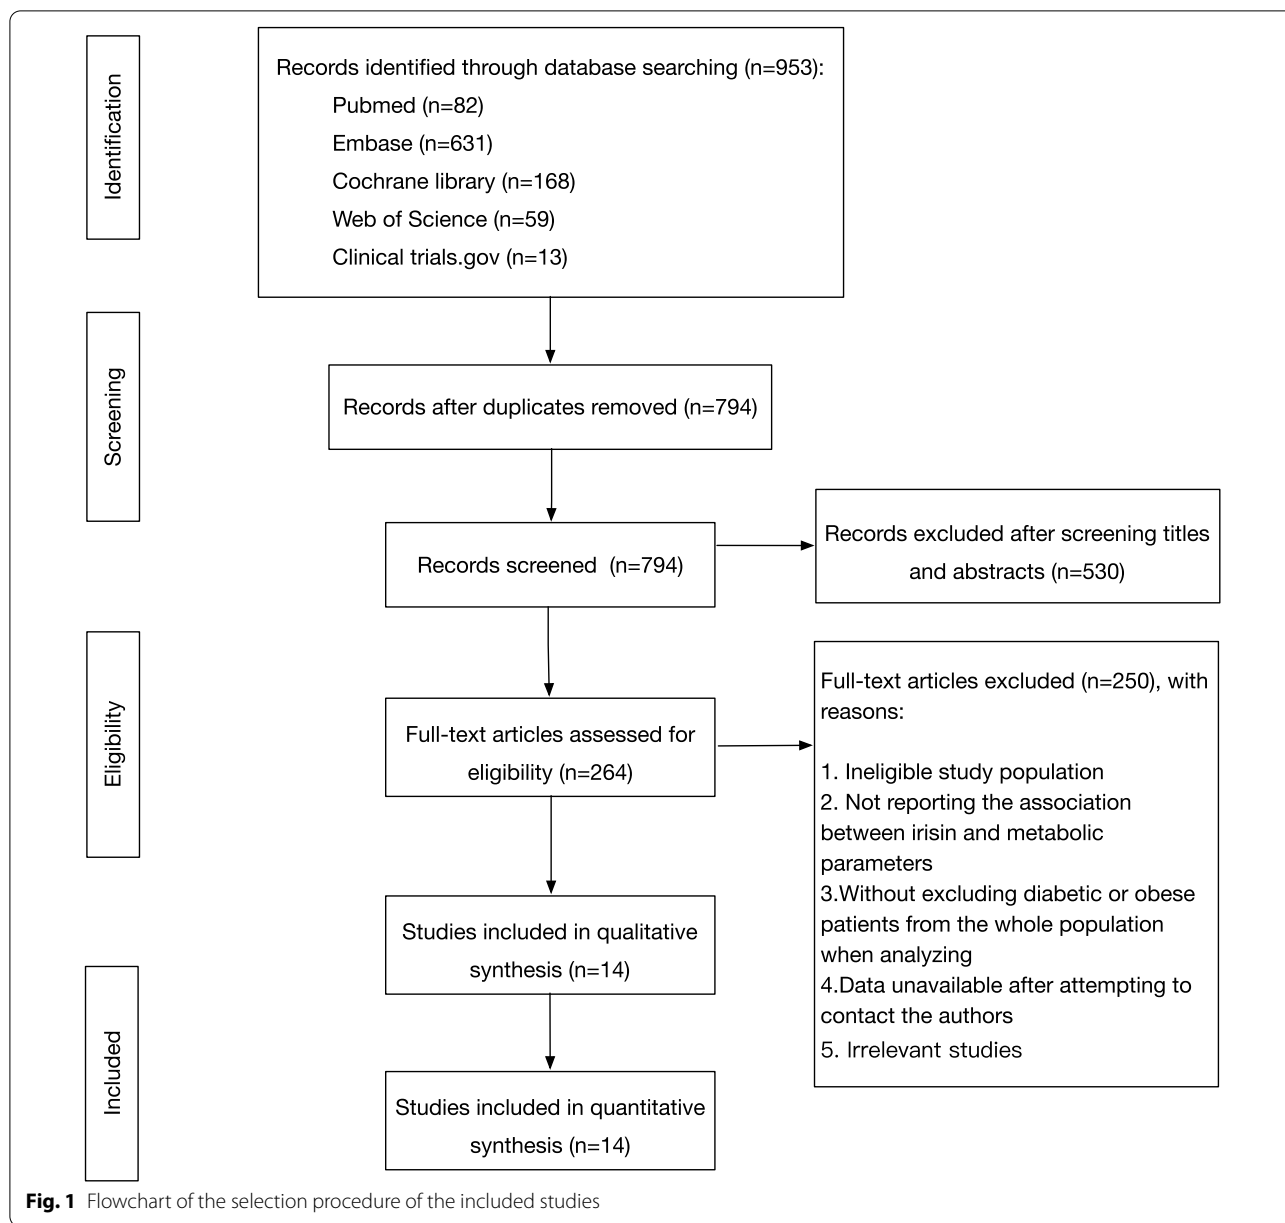 Identification
Records identified through database searching (n=953):
Pubmed (n=82)
Embase (n=631)
Cochrane library (n=168)
Web of Science (n=59)
Clinical trials.gov (n=13)
Screening
Records after duplicates removed (n=794)
Records screened  (n=794)
Records excluded after screening titles
and abstracts (n=530)
Eligibility
Full-text articles assessed for
eligibility (n=264)
Full-text articles excluded (n=250), with
reasons:
1. Ineligible study population
2. Not reporting the association
between irisin and metabolic
parameters
3.Without excluding diabetic or obese
patients from the whole population
when analyzing
4.Data unavailable after attempting to
contact the authors
5. Irrelevant studies
Studies included in qualitative
synthesis (n=14)
Included
Studies included in quantitative
synthesis (n=14)
Fig. 1 Flowchart of the selection procedure of the included studies